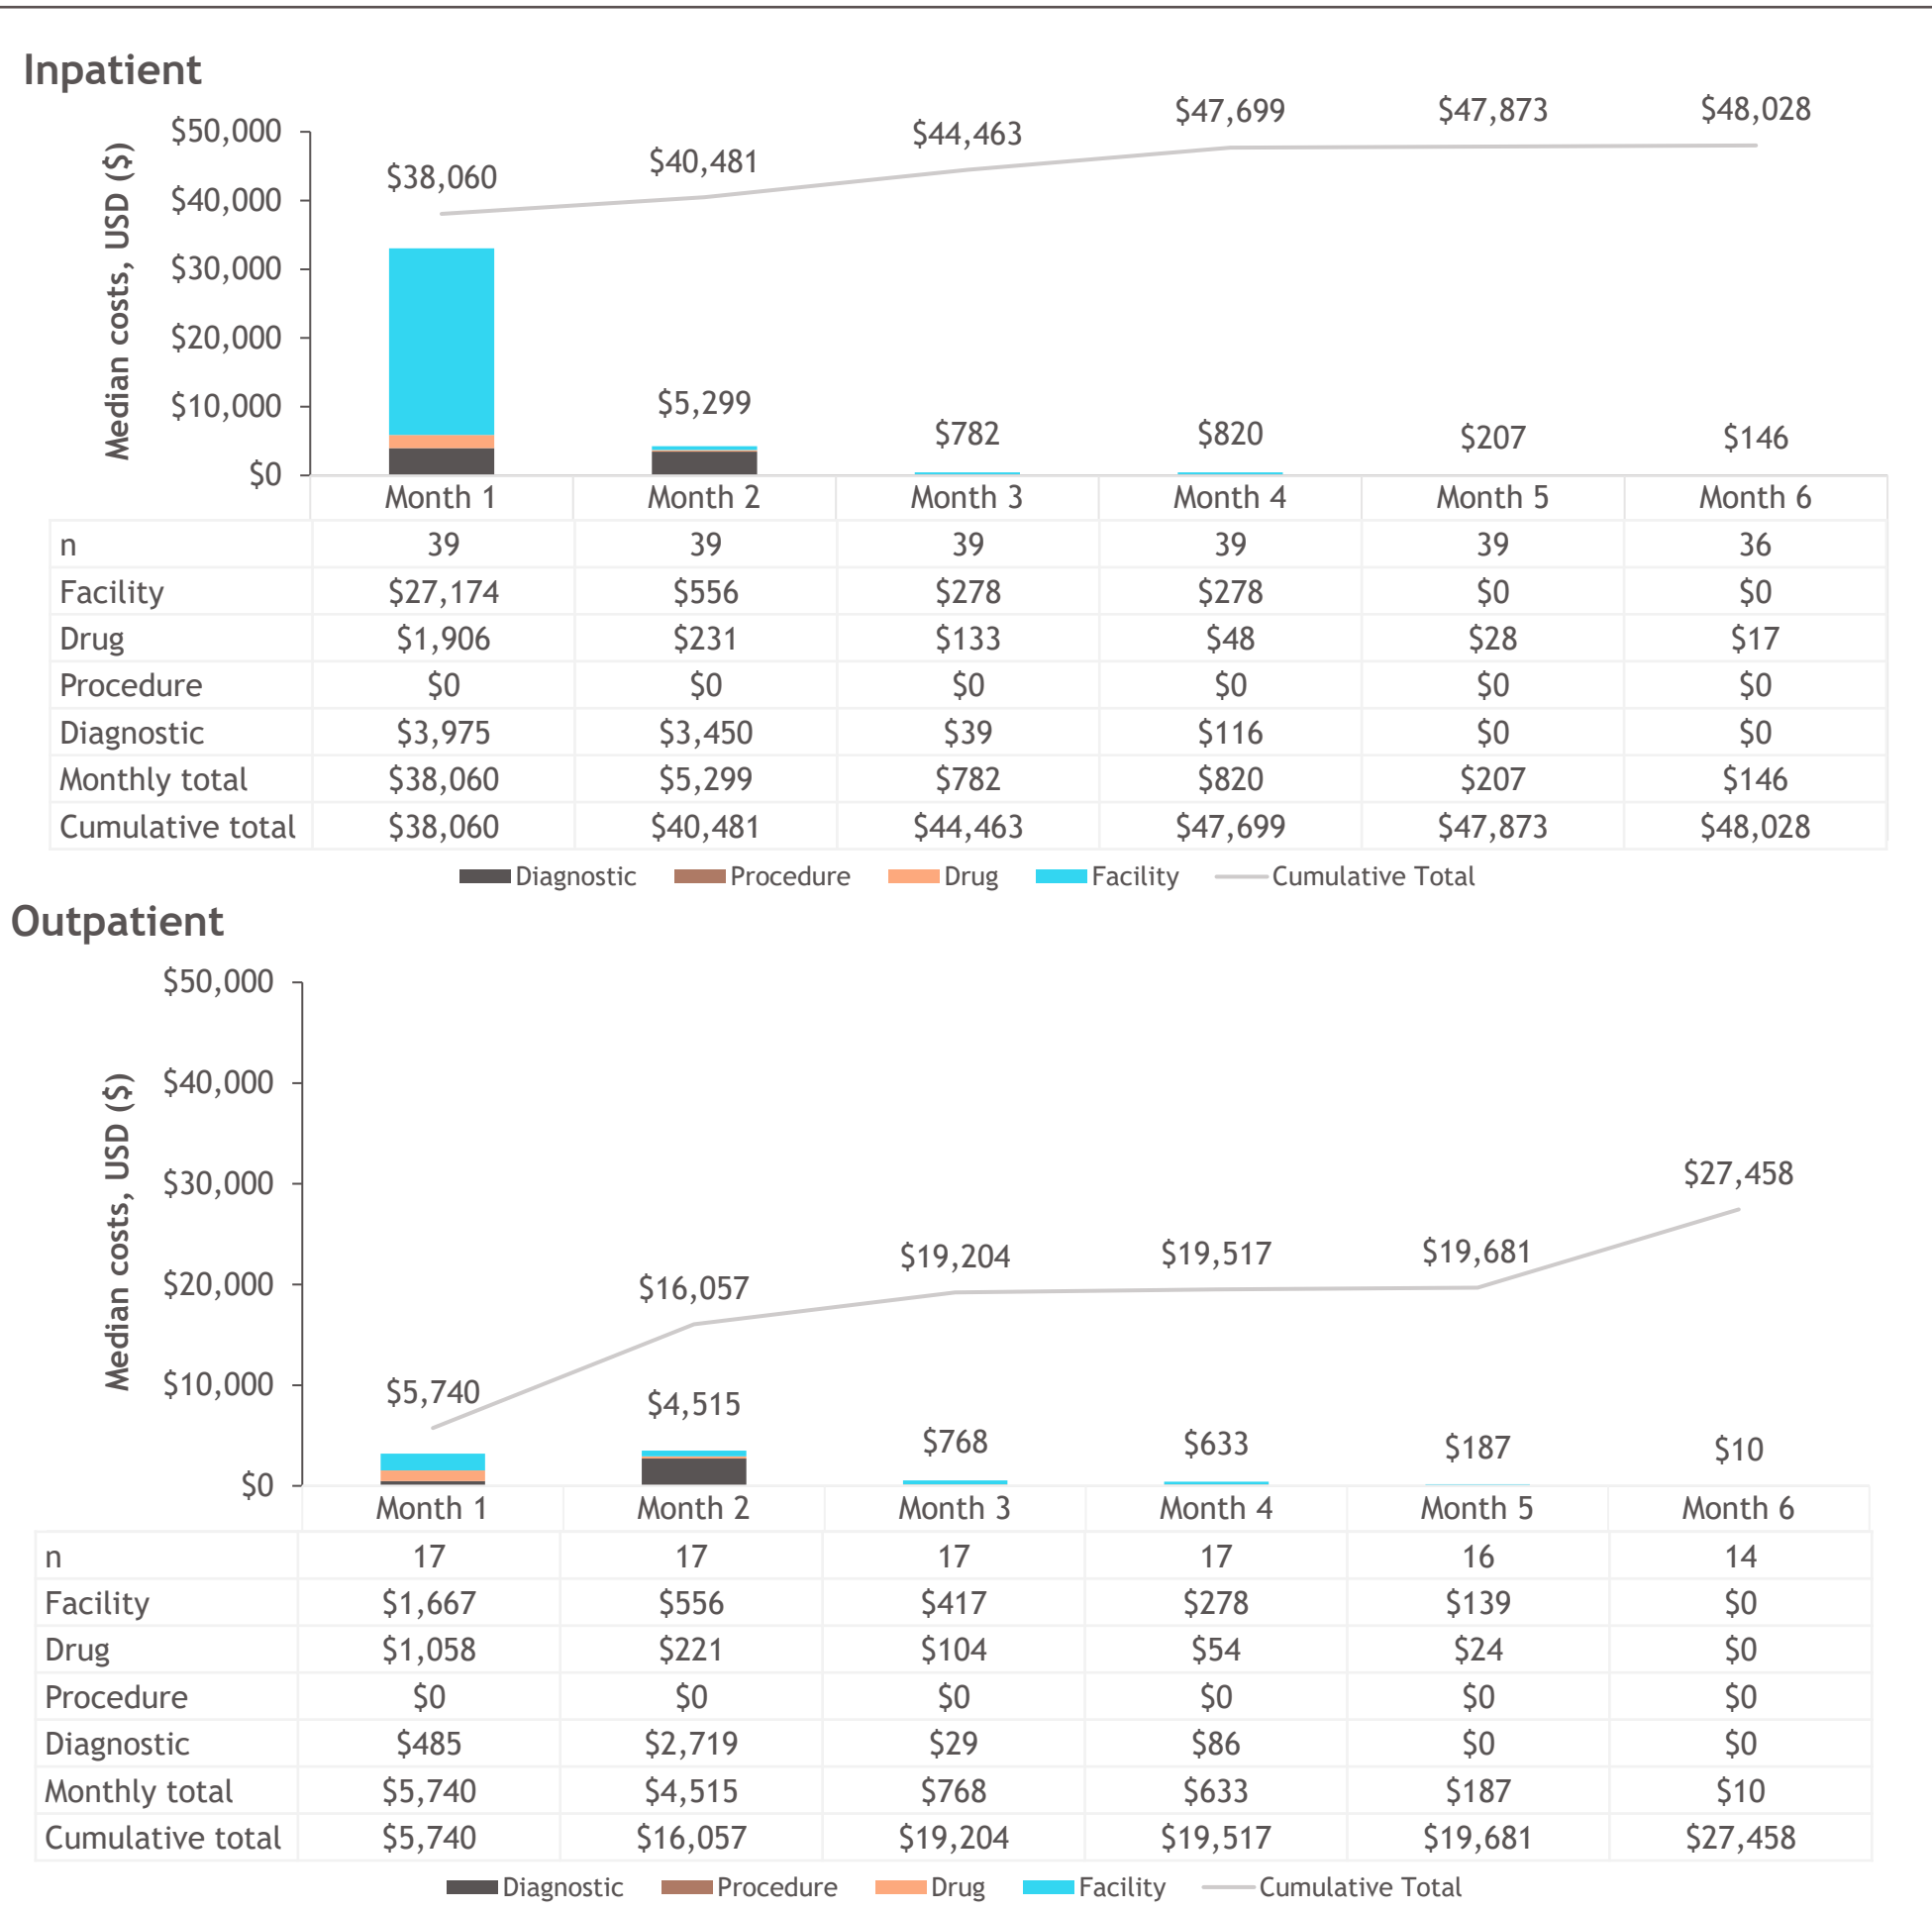 Inpatient
Median costs, USD ($)
$50,000
$40,000
$30,000
$20,000
$10,000
$0
$38,060 $40,481 $44,463 $47,699 $47,873 $48,028
$5,299 $782 $820 $207 $146
Month 1 Month 2 Month 3 Month 4 Month 5 Month 6
n 39 39 39 39 39 36
Facility $27,174 $556 $278 $278 $0 $0
Drug $1,906 $231 $133 $48 $28 $17
Procedure $0 $0 $0 $0 $0 $0
Diagnostic $3,975 $3,450 $39 $116 $0 $0
Monthly total $38,060 $5,299 $782 $820 $207 $146
Cumulative total $38,060 $40,481 $44,463 $47,699 $47,873 $48,028
Diagnostic Procedure Drug Facility Cumulative Total
Outpatient
Median costs, USD ($)
$50,000
$40,000
$30,000
$20,000
$10,000
$0
$5,740 $16,057 $19,204 $19,517 $19,681 $27,458
$4,515 $768 $633 $187 $10
Month 1 Month 2 Month 3 Month 4 Month 5 Month 6
n 17 17 17 17 16 14
Facility $1,667 $556 $417 $278 $139 $0
Drug $1,058 $221 $104 $54 $24 $0
Procedure $0 $0 $0 $0 $0 $0
Diagnostic $485 $2,719 $29 $86 $0 $0
Monthly total $5,740 $4,515 $768 $633 $187 $10
Cumulative total $5,740 $16,057 $19,204 $19,517 $19,681 $27,458
Diagnostic Procedure Drug Facility Cumulative Total